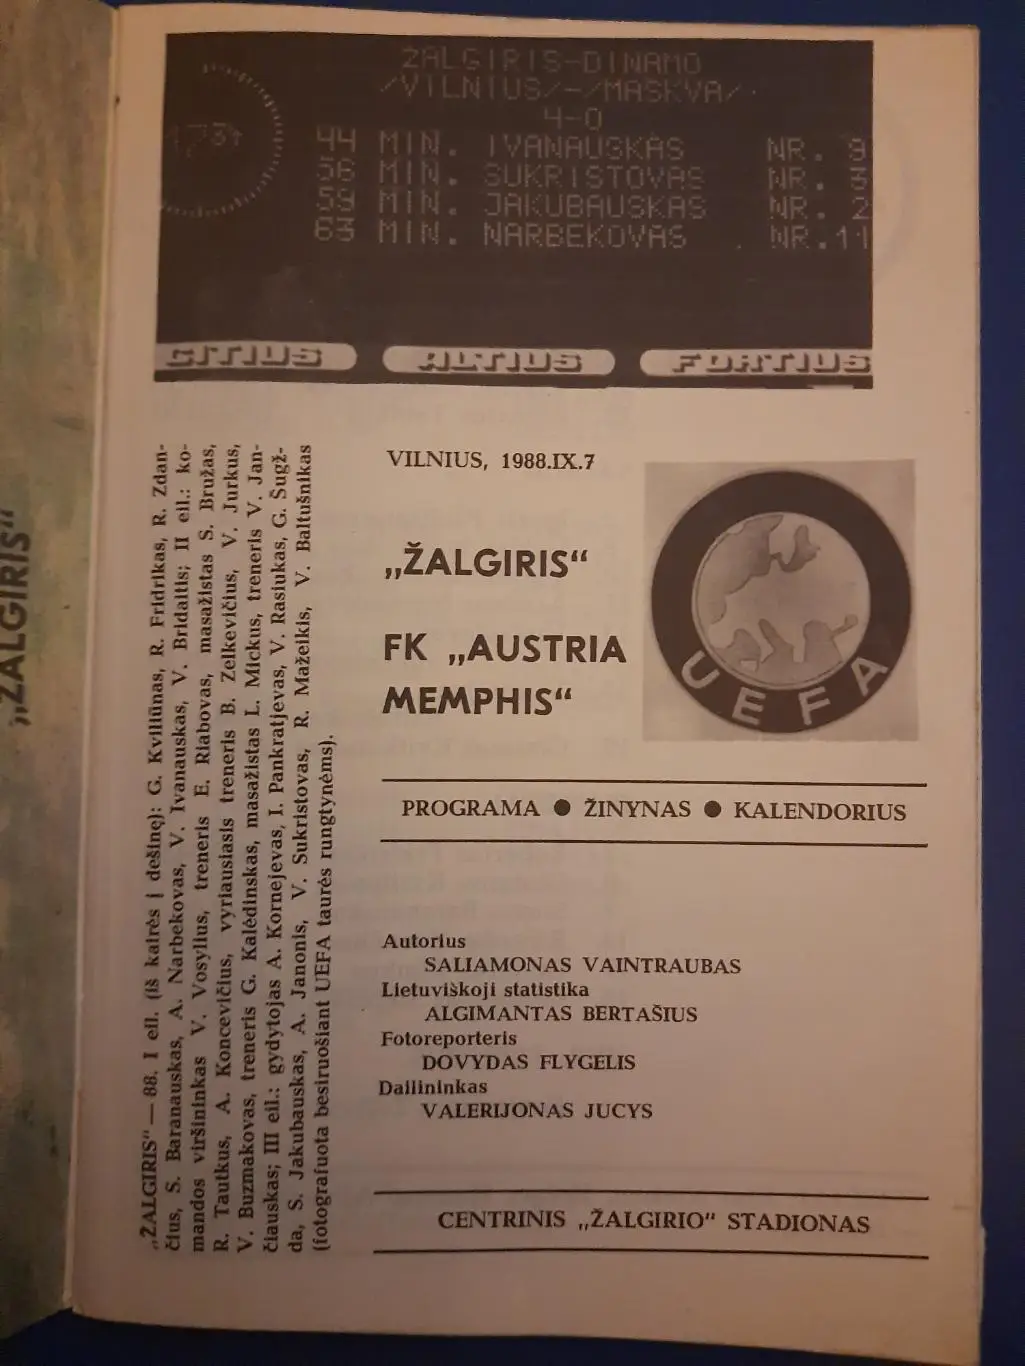 ŽALGIRIS-DINAMO
/VILNIUS/-/MASKVA/
4-0
44 MIN. IVANAUSKAS NR. 9
56 MIN. SUKRISTOVAS NR. 5
59 MIN. JAKUBAUSKAS NR. 2
63 MIN. NARBEKOVAS NR.11
CITIUS ALTIUS FORTIUS
VILNIUS, 1988.IX.7
„ŽALGIRIS“
FK „AUSTRIA
MEMPHIS“
UEFA
PROGRAMA ● ŽINYNAS ● KALENDORIUS
Autorius
SALIAMONAS VAINTRAUBAS
Lietuviškoji statistika
ALGIMANTAS BERTAŠIUS
Fotoreporteris
DOVYDAS FLYGELIS
Dailininkas
VALERIJONAS JUCYS
CENTRINIS „ŽALGIRIO“ STADIONAS
„ŽALGIRIS“ — 88. I eil. (iš kairės į dešinę): G. Kviliūnas, R. Fridrikas, R. Zdan-
čius, S. Baranauskas, A. Narbekovas, V. Ivanauskas, V. Bridaitis; II eil.: ko-
mandos viršininkas V. Vosylius, treneris E. Riabovas, masažistas S. Bružas,
R. Tautkus, A. Koncevičius, vyriausiasis treneris B. Zelkevičius, V. Jurkus,
V. Buzmakovas, treneris G. Kalėdinskas, masažistas L. Mickus, treneris V. Jan-
čiauskas; III eil.: gydytojas A. Kornejevas, I. Pankratjevas, V. Rasiukas, G. Šugž-
da, S. Jakubauskas, A. Janonis, V. Sukristovas, R. Mažeikis, V. Baltušnikas
(fotografuota besiruošiant UEFA taurės rungtynėms).
„ŽALGIRIS“